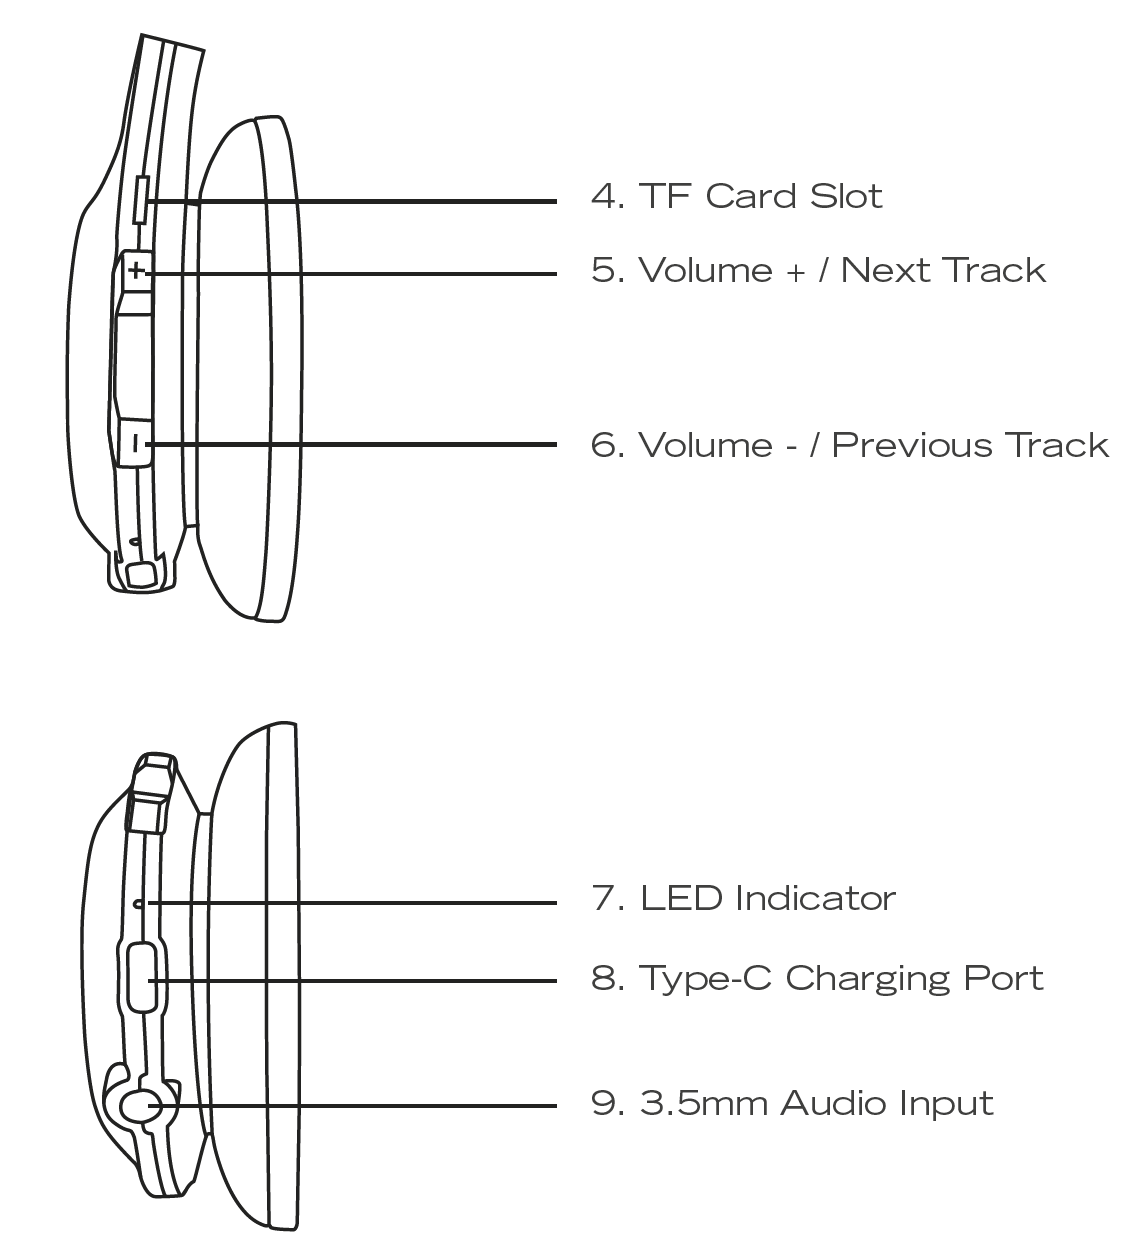 4. TF Card Slot
+
5. Volume + / Next Track
-
6. Volume - / Previous Track
7. LED Indicator
8. Type-C Charging Port
9. 3.5mm Audio Input